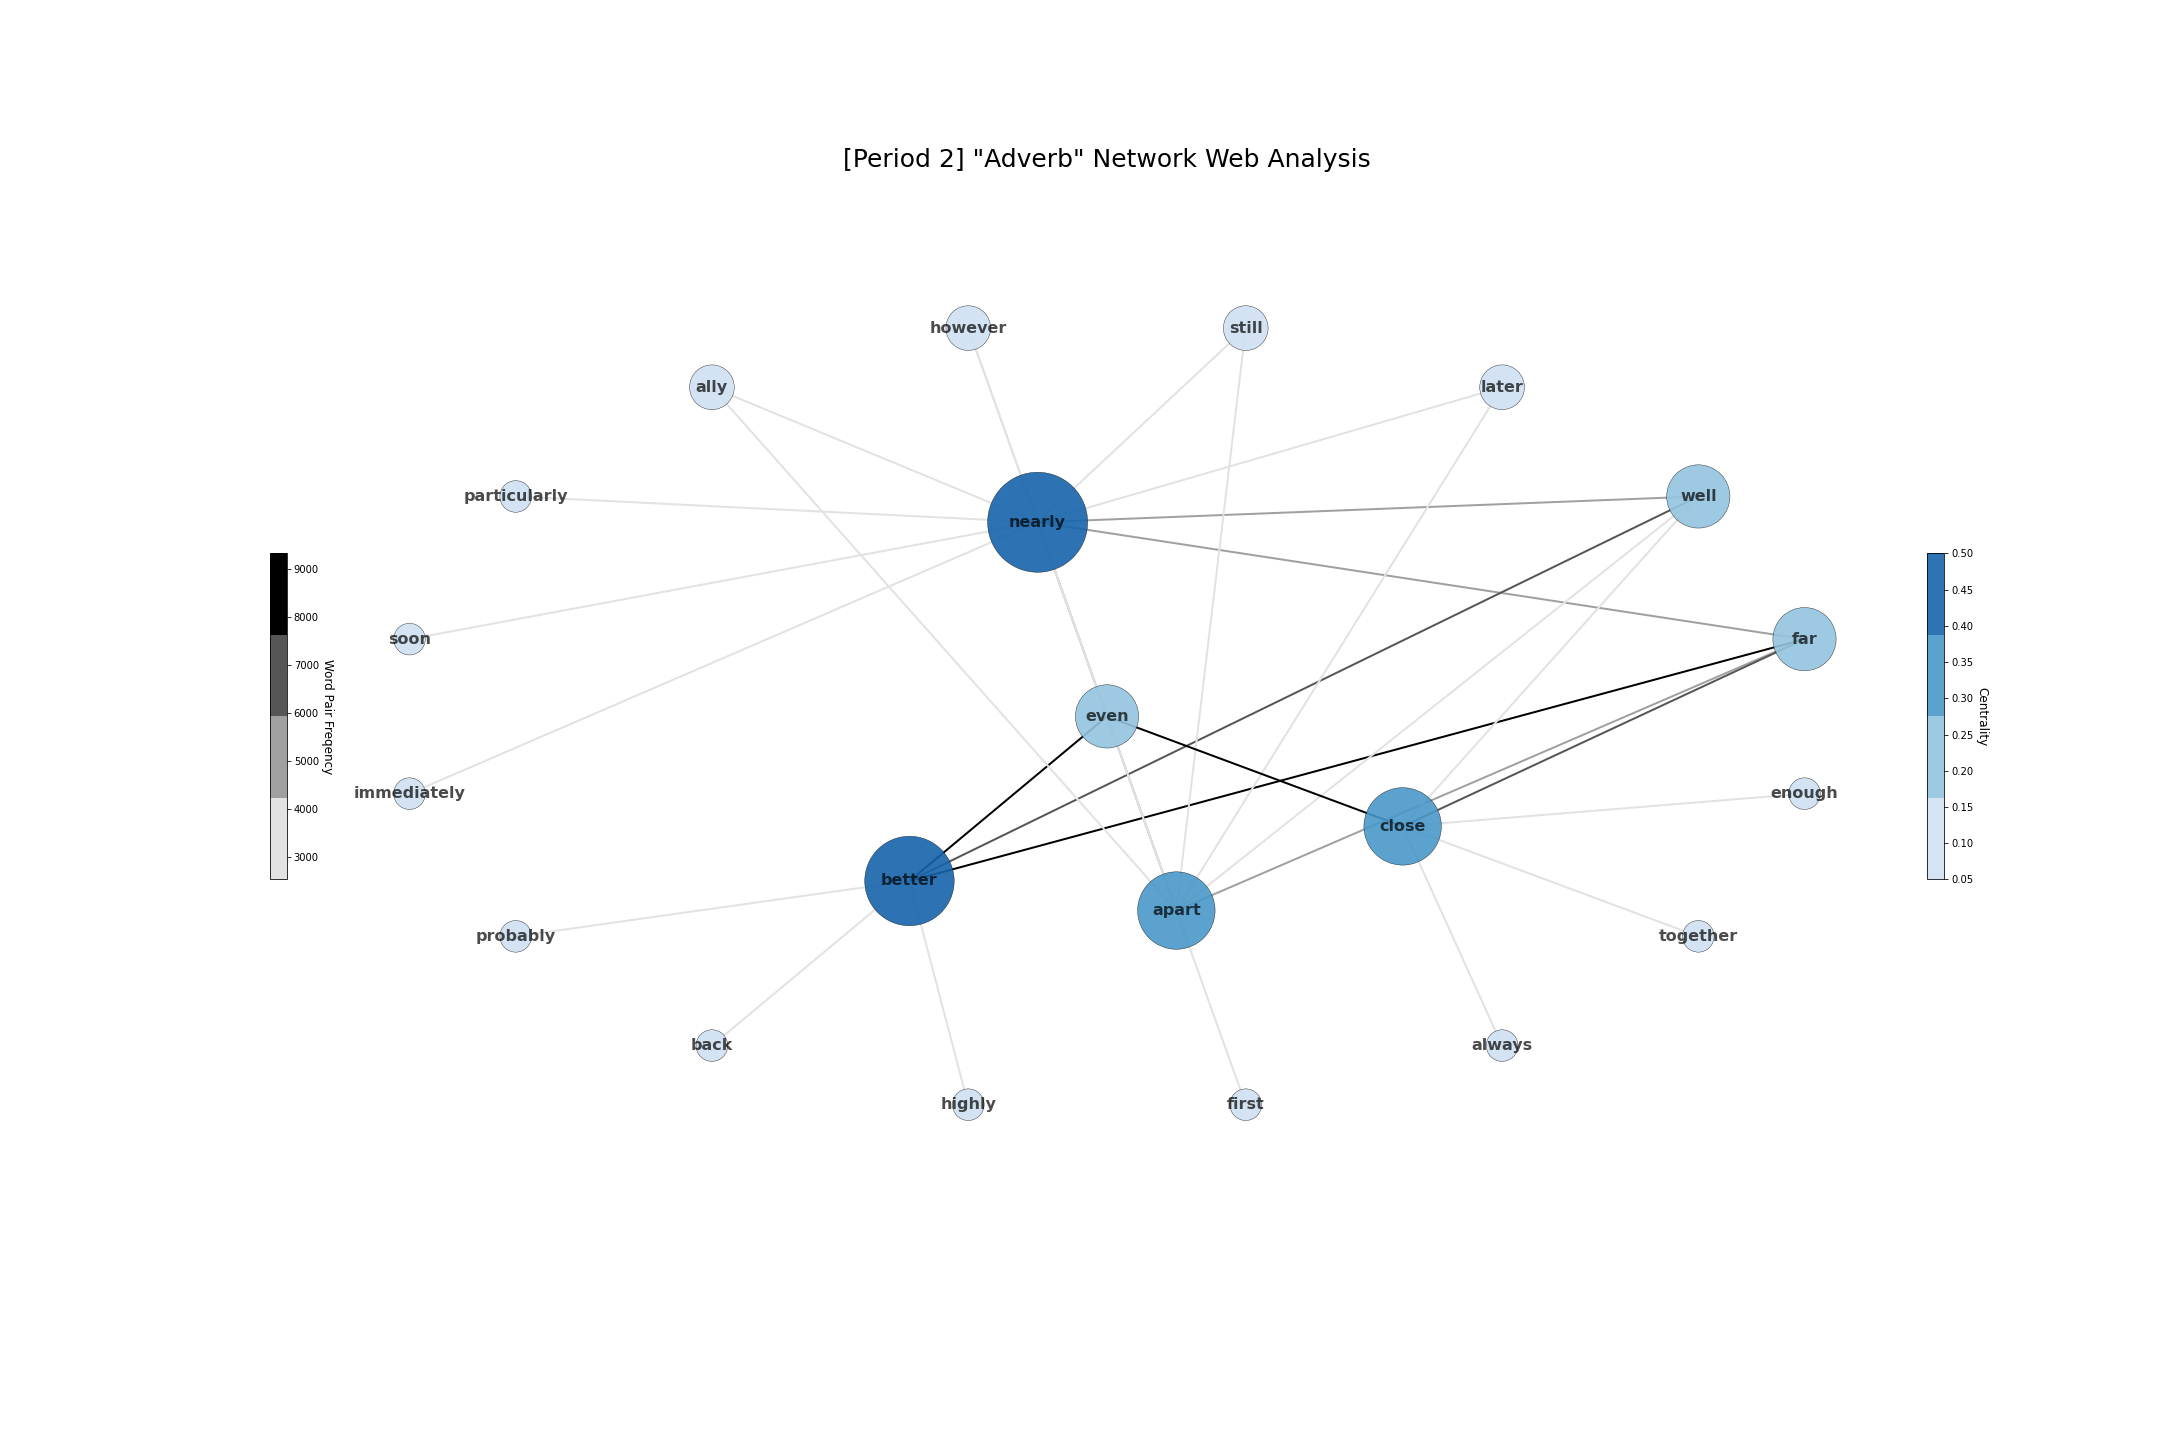 [Period 2] "Adverb" Network Web Analysis
however
still
ally
later
particularly
well
nearly
soon
far
even
immediately
enough
close
better
apart
probably
together
back
always
highly
first
9000
8000
7000
6000
5000
4000
3000
Word Pair Freqency
0.50
0.45
0.40
0.35
0.30
0.25
0.20
0.15
0.10
0.05
Centrality